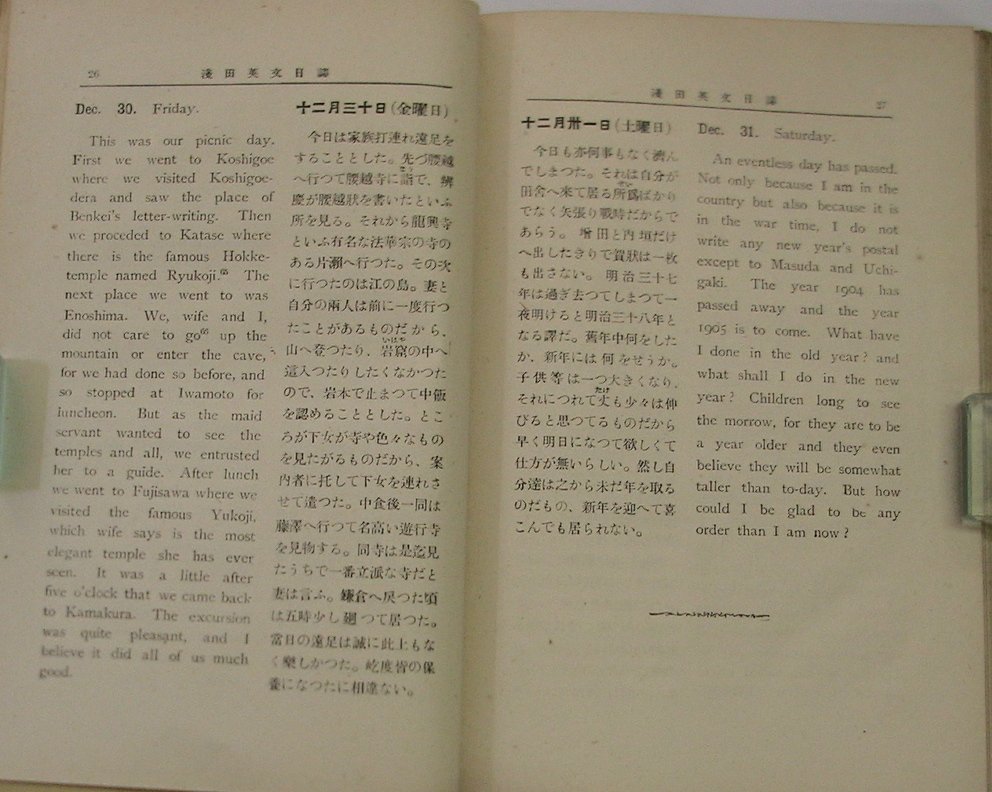 26
淺田英文日誌
Dec. 30. Friday.
This was our picnic day.
First we went to Koshigoe
where we visited Koshigoe-
dera and saw the place of
Benkei's letter-writing. Then
we proceded to Katase where
there is the famous Hokke-
temple named Ryukoji.⁶⁵ The
next place we went to was
Enoshima. We, wife and I,
did not care to go⁶⁶ up the
mountain or enter the cave,
for we had done so before, and
so stopped at Iwamoto for
luncheon. But as the maid
servant wanted to see the
temples and all, we entrusted
her to a guide. After lunch
we went to Fujisawa where we
visited the famous Yukoji,
which wife says is the most
elegant temple she has ever
seen. It was a little after
five o'clock that we came back
to Kamakura. The excursion
was quite pleasant, and I
believe it did all of us much
good.
十二月三十日(金曜日)
今日は家族打連れ遠足を
することとした。先づ腰越
へ行つて腰越寺に詣で、辨
慶が腰越狀を書いたといふ
所を見る。それから龍興寺
といふ有名な法華宗の寺の
ある片瀬へ行つた。その次
に行つたのは江の島。妻と
自分の兩人は前に一度行つ
たことがあるものだから、
山へ登つたり、岩窟の中へ
いはや
這入つたりしたくなかつた
ので、岩本で止まつて中飯
を認めることとした。とこ
ろが下女が寺や色々なもの
を見たがるものだから、案
內者に托して下女を連れさ
せて遣つた。中食後一同は
藤澤へ行つて名高い遊行寺
を見物する。同寺は是迄見
たうちで一番立派な寺だと
妻は言ふ。鎌倉へ戾つた頃
は五時少し廻つて居つた。
當日の遠足は誠に此上もな
く樂しかつた。屹度皆の保
養になつたに相違ない。
淺田英文日誌
27
十二月卅一日(土曜日)
今日も亦何事もなく濟ん
でしまつた。それは自分が
田舍へ來て居る所爲ばかり
でなく矢張り戰時だからで
あらう。增田と內垣だけ
へ出したきりで賀狀は一枚
も出さない。明治三十七
年は過ぎ去つてしまつて一
夜明けると明治三十八年と
なる譯だ。舊年中何をした
か、新年には何をせうか。
子供等は一つ大きくなり、
それにつれて丈も少々は伸
たけ
びると思つてるものだから
早く明日になつて欲しくて
仕方が無いらしい。然し自
分達は之から未だ年を取る
のだもの、新年を迎へて喜
こんでも居られない。
Dec. 31. Saturday.
An eventless day has passed.
Not only because I am in the
country but also because it is
in the war time, I do not
write any new year's postal
except to Masuda and Uchi-
gaki. The year 1904 has
passed away and the year
1905 is to come. What have
I done in the old year? and
what shall I do in the new
year? Children long to see
the morrow, for they are to be
a year older and they even
believe they will be somewhat
taller than to-day. But how
could I be glad to be any
order than I am now?